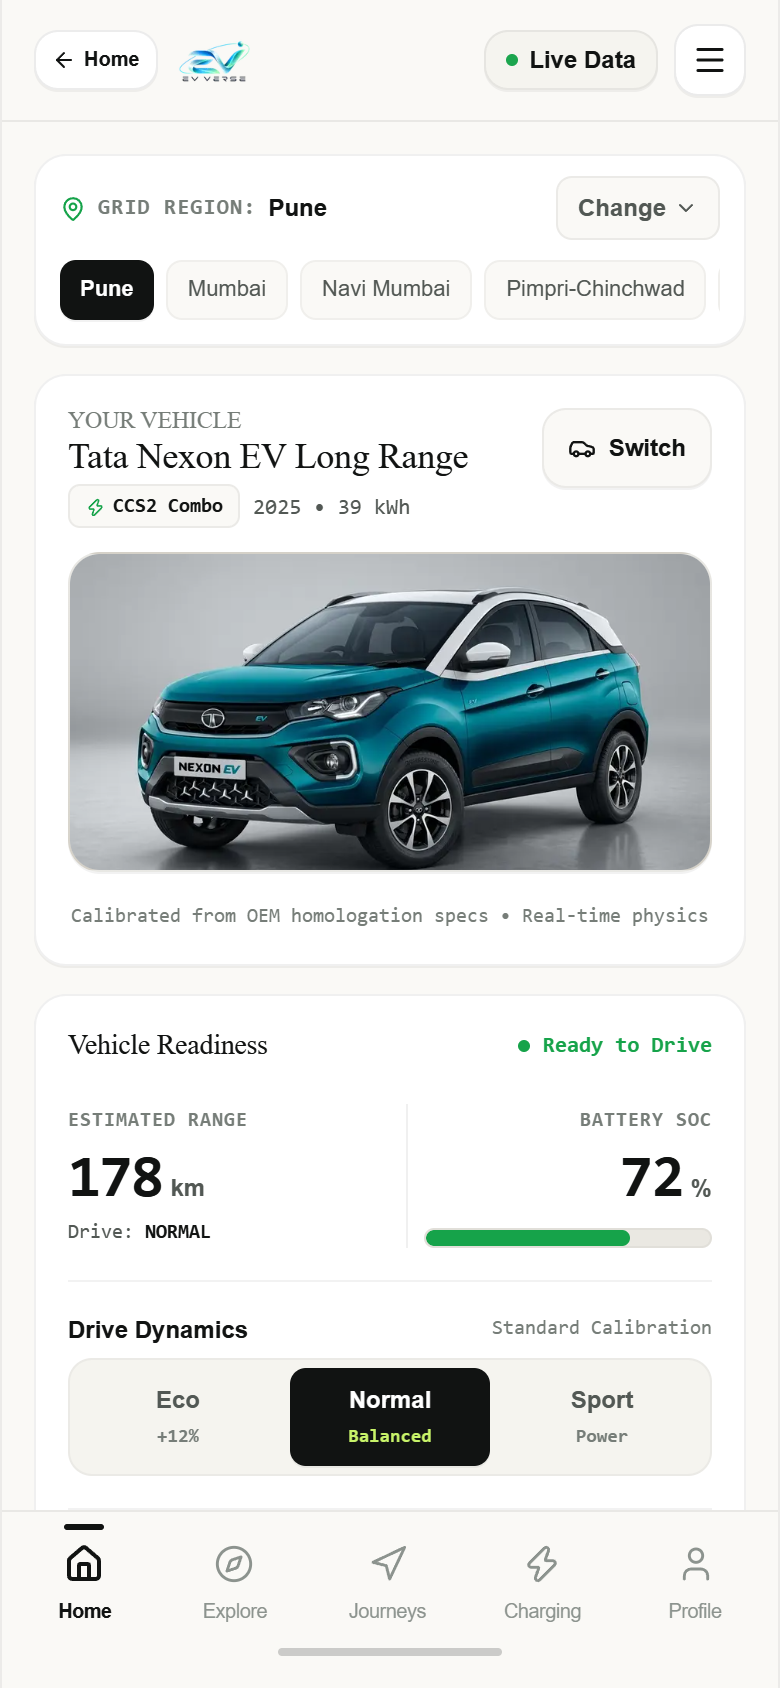 Home
EV VERSE
Live Data
GRID REGION: Pune
Change
Pune
Mumbai
Navi Mumbai
Pimpri-Chinchwad
YOUR VEHICLE
Tata Nexon EV Long Range
Switch
CCS2 Combo
2025 • 39 kWh
EV
NEXON EV
Calibrated from OEM homologation specs • Real-time physics
Vehicle Readiness
Ready to Drive
ESTIMATED RANGE
BATTERY SOC
178 km
72 %
Drive: NORMAL
Drive Dynamics
Standard Calibration
Eco
Normal
Sport
+12%
Balanced
Power
Home
Explore
Journeys
Charging
Profile